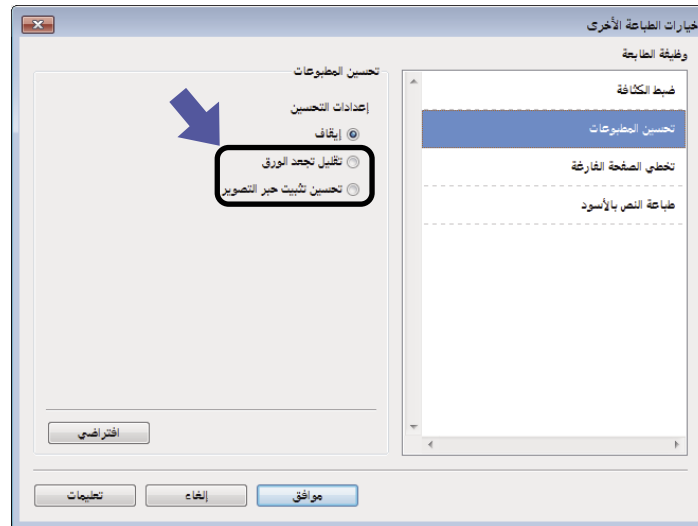 خيارات الطباعة الأخرى
وظيفة الطابعة
ضبط الكثافة
تحسين المطبوعات
تخطي الصفحة الفارغة
طباعة النص بالأسود
تحسين المطبوعات
إعدادات التحسين
إيقاف
تقليل تجعد الورق
تحسين تثبيت حبر التصوير
افتراضي
موافق
إلغاء
تعليمات